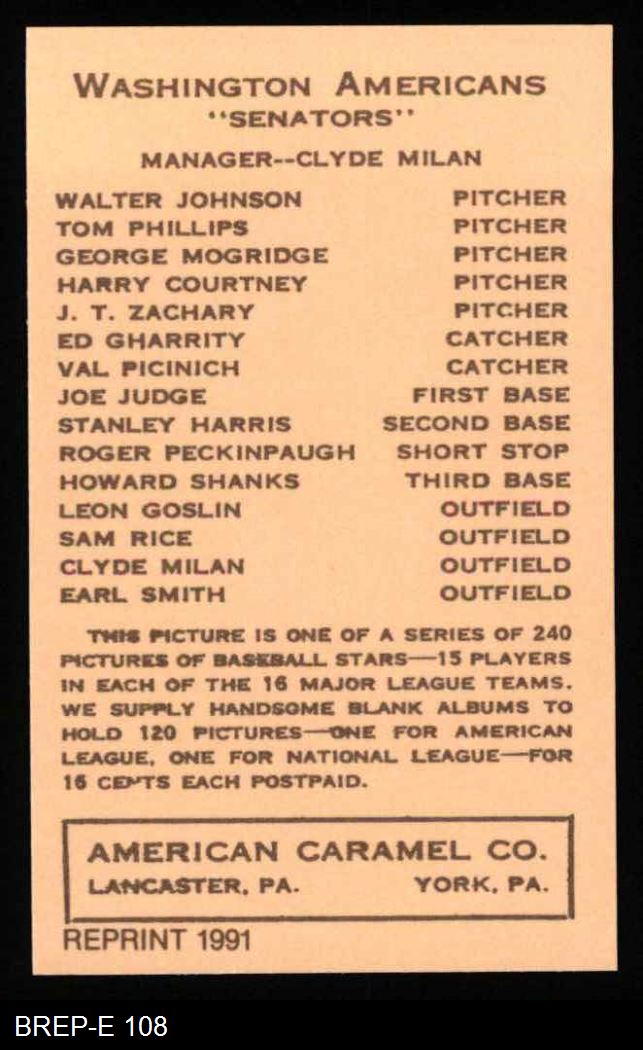 WASHINGTON AMERICANS
"SENATORS"
MANAGER--CLYDE MILAN
WALTER JOHNSON PITCHER
TOM PHILLIPS PITCHER
GEORGE MOGRIDGE PITCHER
HARRY COURTNEY PITCHER
J. T. ZACHARY PITCHER
ED GHARRITY CATCHER
VAL PICINICH CATCHER
JOE JUDGE FIRST BASE
STANLEY HARRIS SECOND BASE
ROGER PECKINPAUGH SHORT STOP
HOWARD SHANKS THIRD BASE
LEON GOSLIN OUTFIELD
SAM RICE OUTFIELD
CLYDE MILAN OUTFIELD
EARL SMITH OUTFIELD
THIS PICTURE IS ONE OF A SERIES OF 240
PICTURES OF BASEBALL STARS—15 PLAYERS
IN EACH OF THE 16 MAJOR LEAGUE TEAMS.
WE SUPPLY HANDSOME BLANK ALBUMS TO
HOLD 120 PICTURES—ONE FOR AMERICAN
LEAGUE, ONE FOR NATIONAL LEAGUE—FOR
16 CENTS EACH POSTPAID.
AMERICAN CARAMEL CO.
LANCASTER, PA. YORK, PA.
REPRINT 1991
BREP-E 108